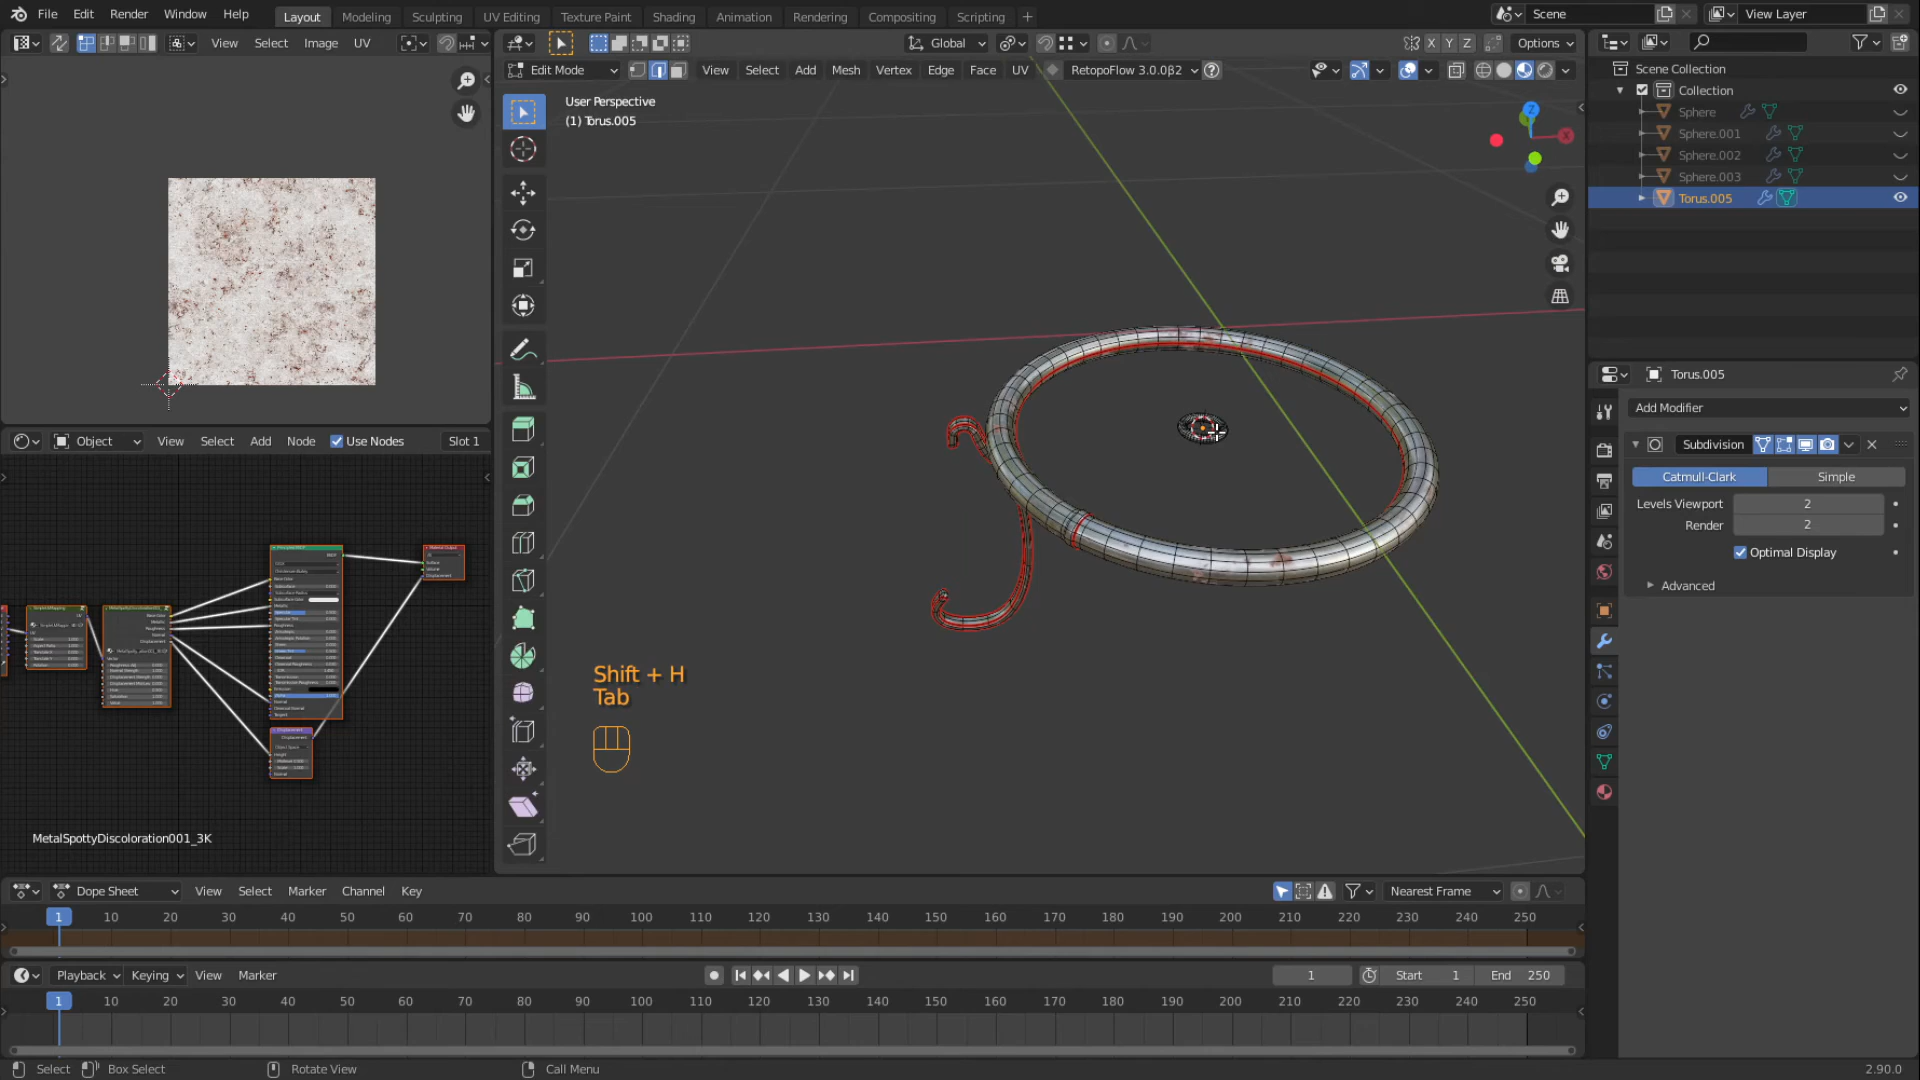 File Edit Render Window Help Layout Modeling Sculpting UV Editing Texture Paint Shading Animation Rendering Compositing Scripting + Scene View Layer
View Select Image UV Global Options
Edit Mode View Select Add Mesh Vertex Edge Face UV RetopoFlow 3.0.0β2
X Y Z
User Perspective
(1) Torus.005
Z
X
Scene Collection
Collection
Sphere
Sphere.001
Sphere.002
Sphere.003
Torus.005
Torus.005
Add Modifier
Subdivision
Catmull-Clark Simple
Levels Viewport 2
Render 2
Optimal Display
Advanced
Object View Select Add Node Use Nodes Slot 1
MetalSpottyDiscoloration001_3K
Shift + H
Tab
Dope Sheet View Select Marker Channel Key Nearest Frame
1 10 20 30 40 50 60 70 80 90 100 110 120 130 140 150 160 170 180 190 200 210 220 230 240 250
Playback Keying View Marker 1 Start 1 End 250
1 10 20 30 40 50 60 70 80 90 100 110 120 130 140 150 160 170 180 190 200 210 220 230 240 250
Select Box Select Rotate View Call Menu 2.90.0